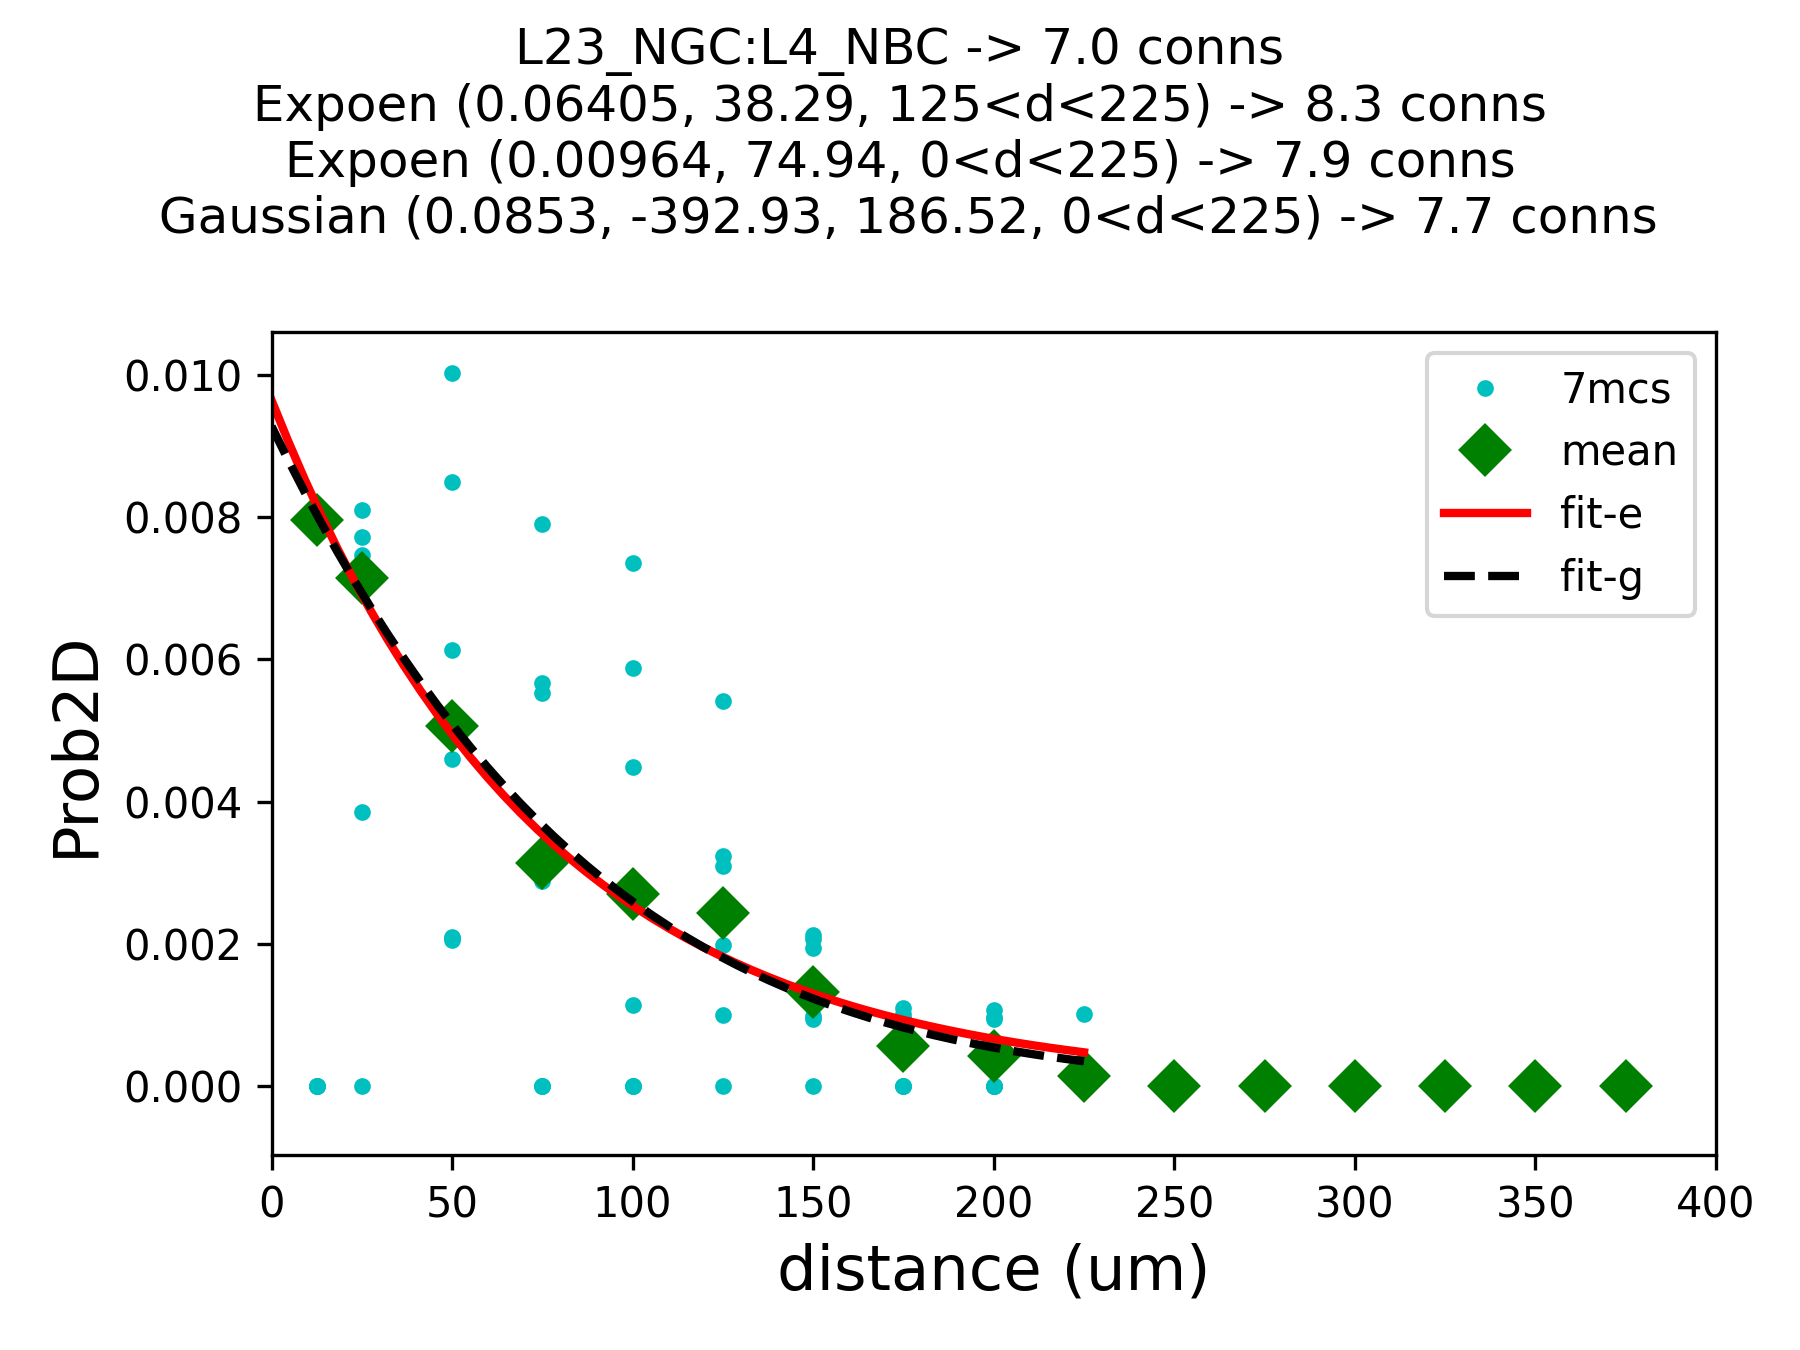 L23_NGC:L4_NBC -> 7.0 conns
Expoen (0.06405, 38.29, 125<d<225) -> 8.3 conns
Expoen (0.00964, 74.94, 0<d<225) -> 7.9 conns
Gaussian (0.0853, -392.93, 186.52, 0<d<225) -> 7.7 conns
7mcs
mean
fit-e
fit-g
Prob2D
0.010
0.008
0.006
0.004
0.002
0.000
0 50 100 150 200 250 300 350 400
distance (um)